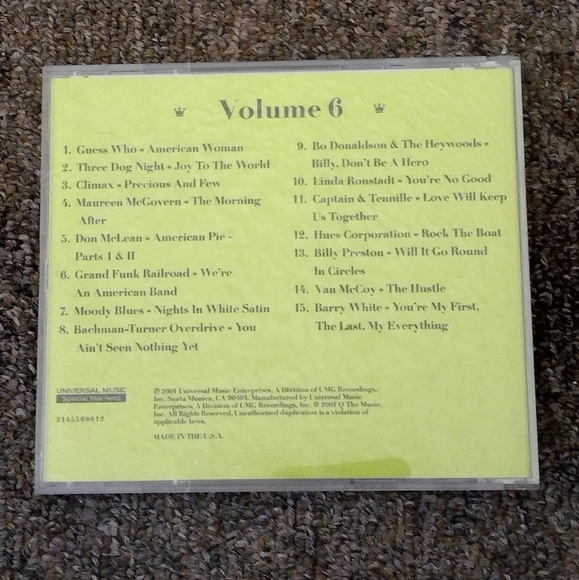 Volume 6
1. Guess Who - American Woman
2. Three Dog Night - Joy To The World
3. Climax - Precious And Few
4. Maureen McGovern - The Morning
After
5. Don McLean - American Pie -
Parts I & II
6. Grand Funk Railroad - We're
An American Band
7. Moody Blues - Nights In White Satin
8. Bachman-Turner Overdrive - You
Ain't Seen Nothing Yet
9. Bo Donaldson & The Heywoods -
Billy, Don't Be A Hero
10. Linda Ronstadt - You're No Good
11. Captain & Tennille - Love Will Keep
Us Together
12. Hues Corporation - Rock The Boat
13. Billy Preston - Will It Go Round
In Circles
14. Van McCoy - The Hustle
15. Barry White - You're My First,
The Last, My Everything
UNIVERSAL MUSIC
Special Markets
3145569812
℗ 2001 Universal Music Enterprises, A Division of UMG Recordings,
Inc. Santa Monica, CA 90404. Manufactured by Universal Music
Enterprises, A Division of UMG Recordings, Inc. © 2001 Q The Music,
Inc. All Rights Reserved. Unauthorized duplication is a violation of
applicable laws.
MADE IN THE U.S.A.